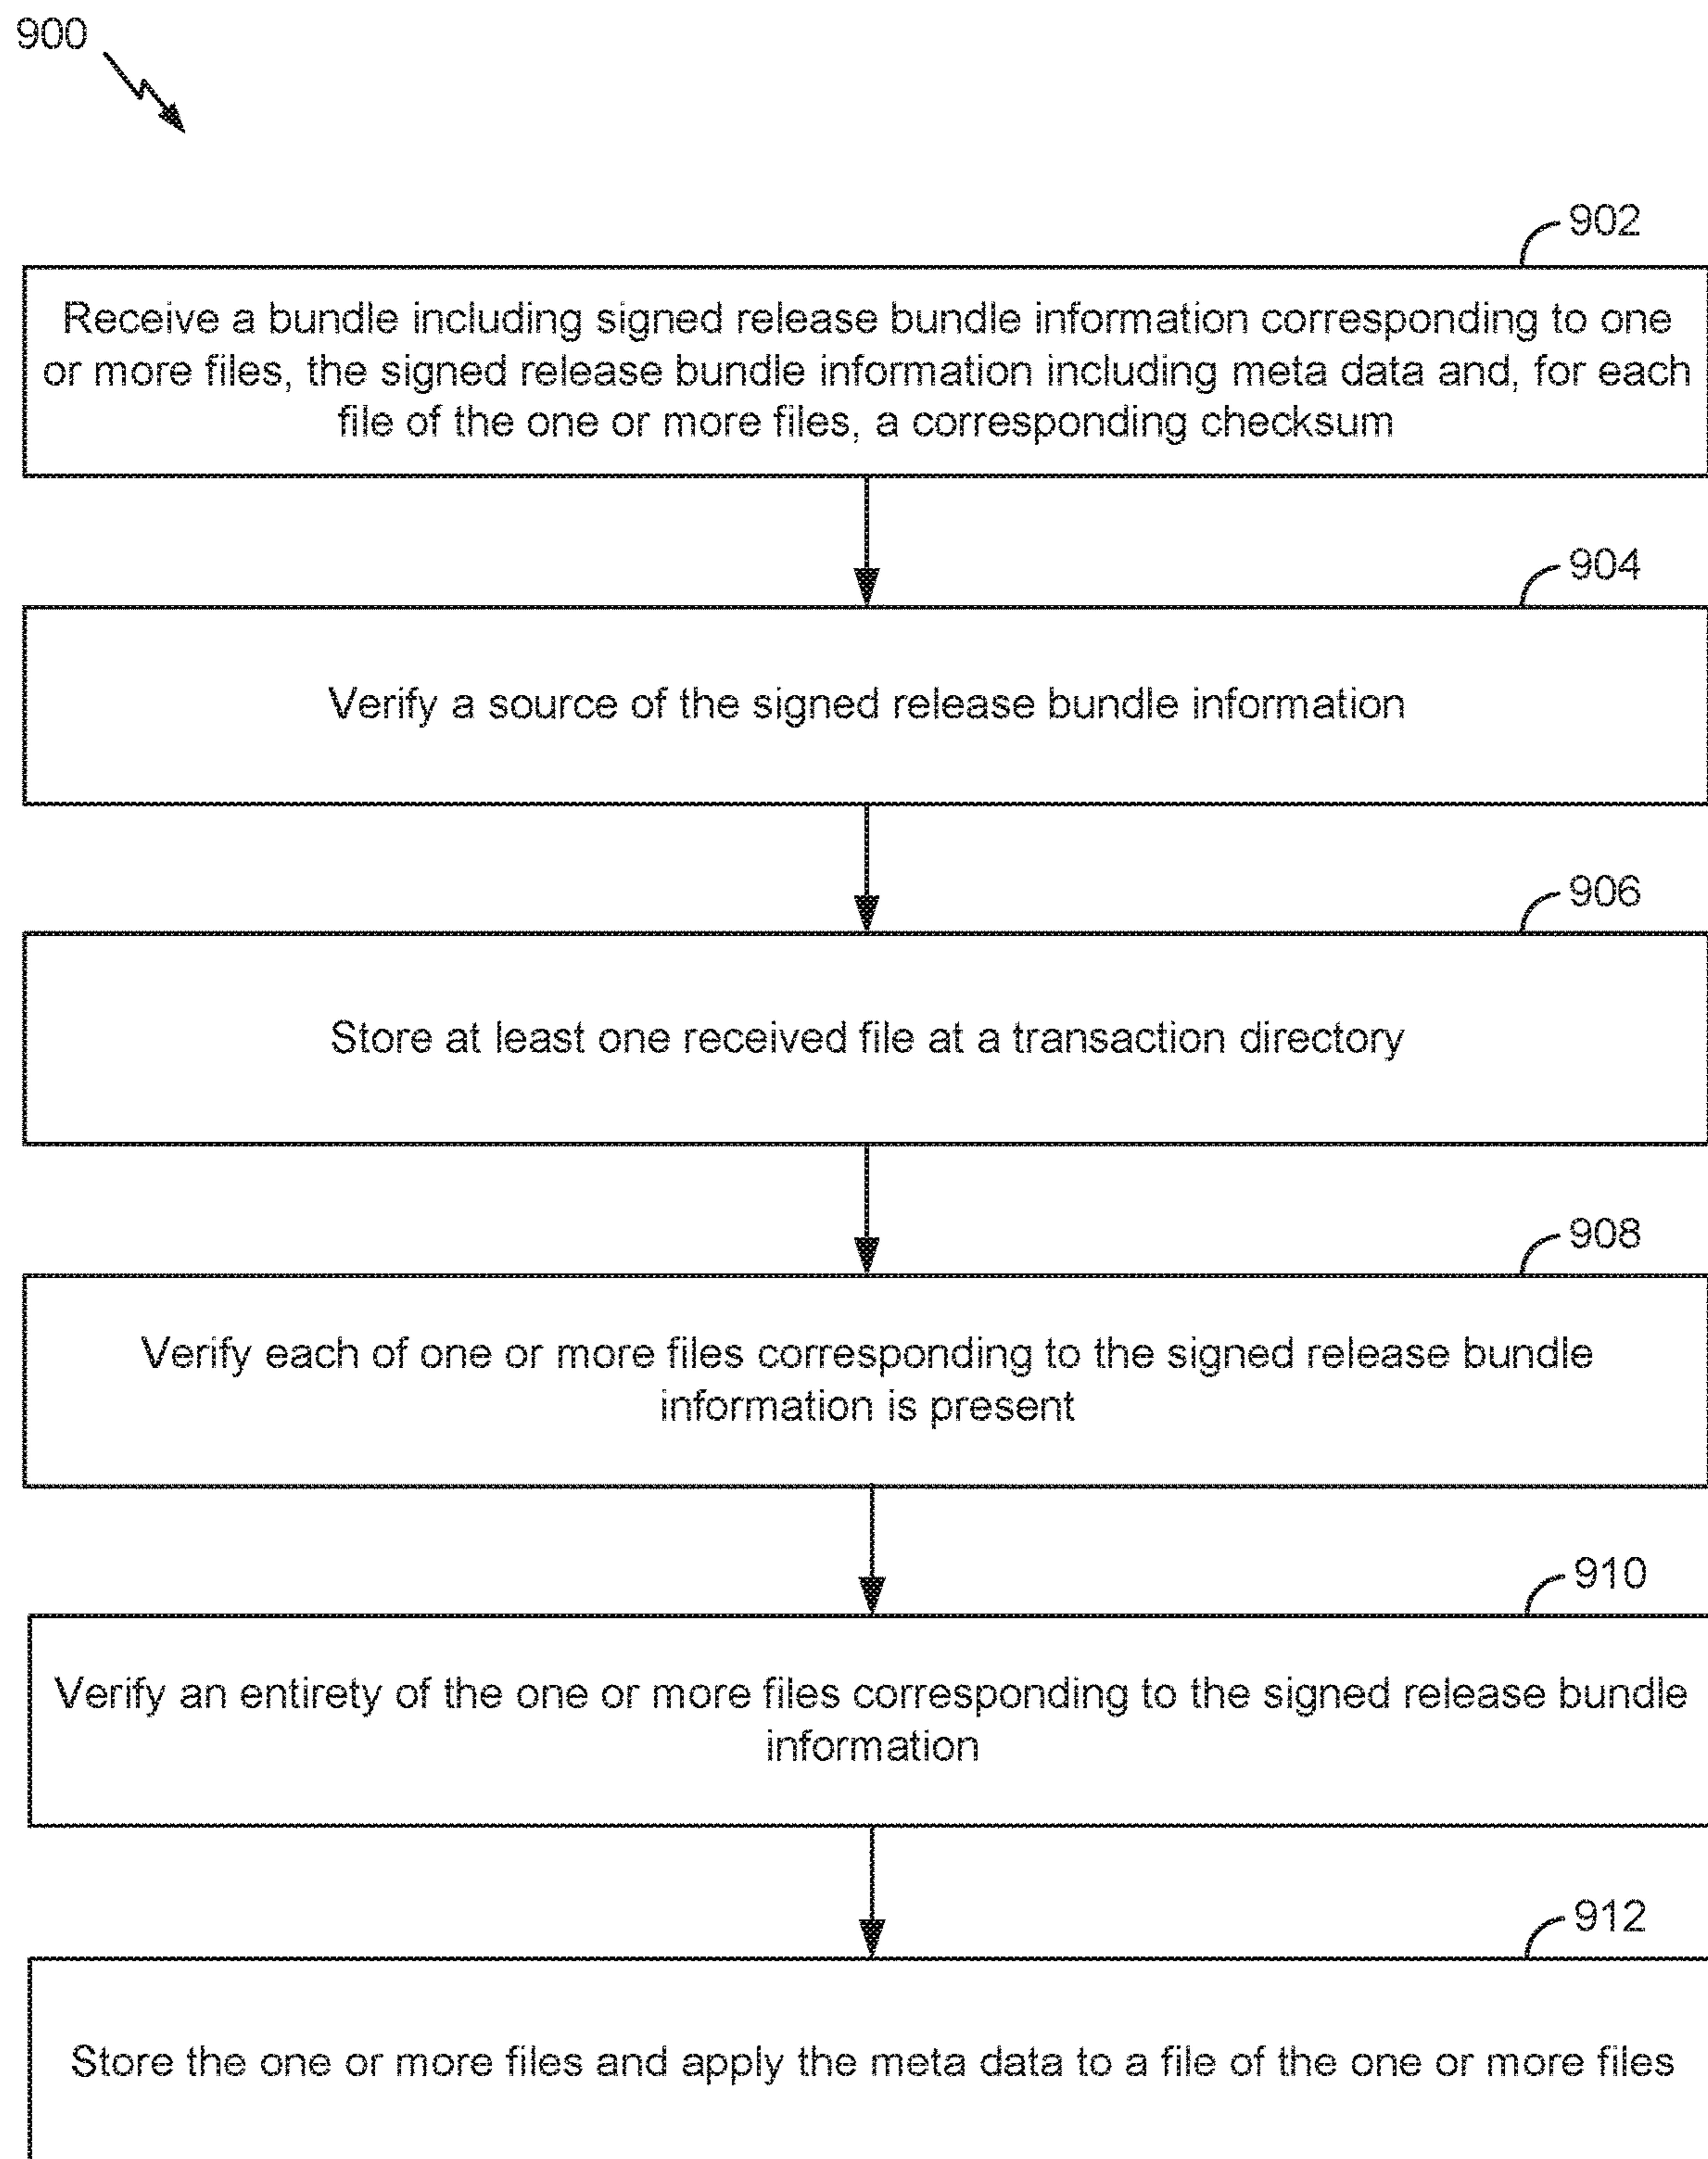 900
902
Receive a bundle including signed release bundle information corresponding to one
or more files, the signed release bundle information including meta data and, for each
file of the one or more files, a corresponding checksum
904
Verify a source of the signed release bundle information
906
Store at least one received file at a transaction directory
908
Verify each of one or more files corresponding to the signed release bundle
information is present
910
Verify an entirety of the one or more files corresponding to the signed release bundle
information
912
Store the one or more files and apply the meta data to a file of the one or more files